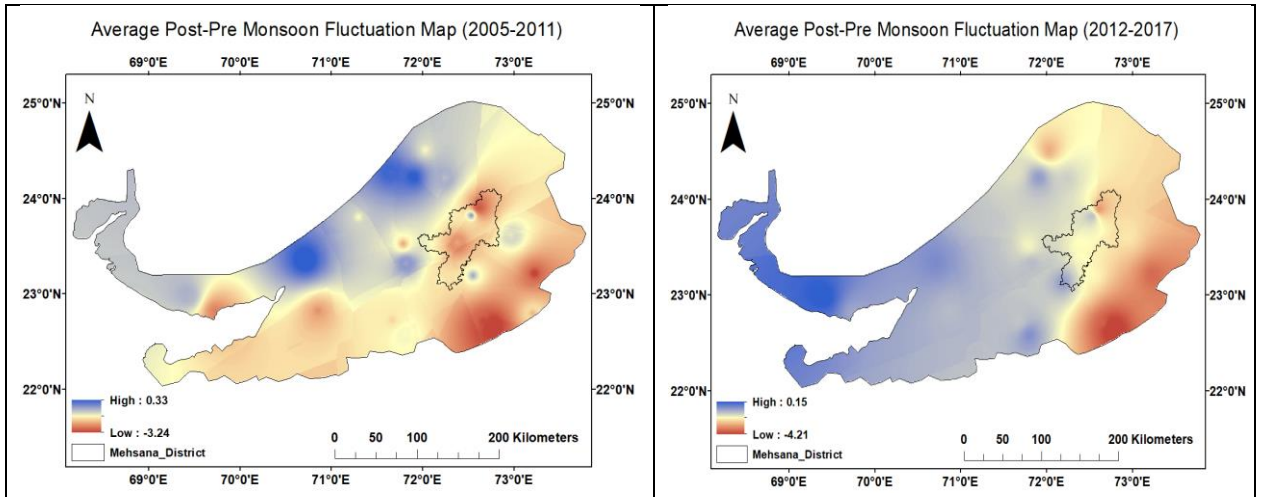 Average Post-Pre Monsoon Fluctuation Map (2005-2011)
69°0'E 70°0'E 71°0'E 72°0'E 73°0'E
N
25°0'N 25°0'N
24°0'N 24°0'N
23°0'N 23°0'N
22°0'N 22°0'N
High : 0.33
Low : -3.24
Mehsana_District
0 50 100 200 Kilometers
69°0'E 70°0'E 71°0'E 72°0'E 73°0'E
Average Post-Pre Monsoon Fluctuation Map (2012-2017)
69°0'E 70°0'E 71°0'E 72°0'E 73°0'E
N
25°0'N 25°0'N
24°0'N 24°0'N
23°0'N 23°0'N
22°0'N 22°0'N
High : 0.15
Low : -4.21
Mehsana_District
0 50 100 200 Kilometers
69°0'E 70°0'E 71°0'E 72°0'E 73°0'E